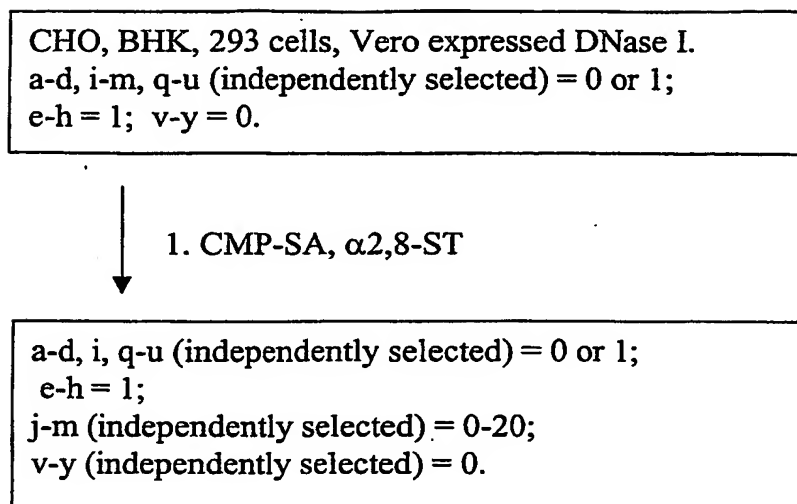 CHO, BHK, 293 cells, Vero expressed DNase I.
a-d, i-m, q-u (independently selected) = 0 or 1;
e-h = 1; v-y = 0.
1. CMP-SA, α2,8-ST
a-d, i, q-u (independently selected) = 0 or 1;
e-h = 1;
j-m (independently selected) = 0-20;
v-y (independently selected) = 0.